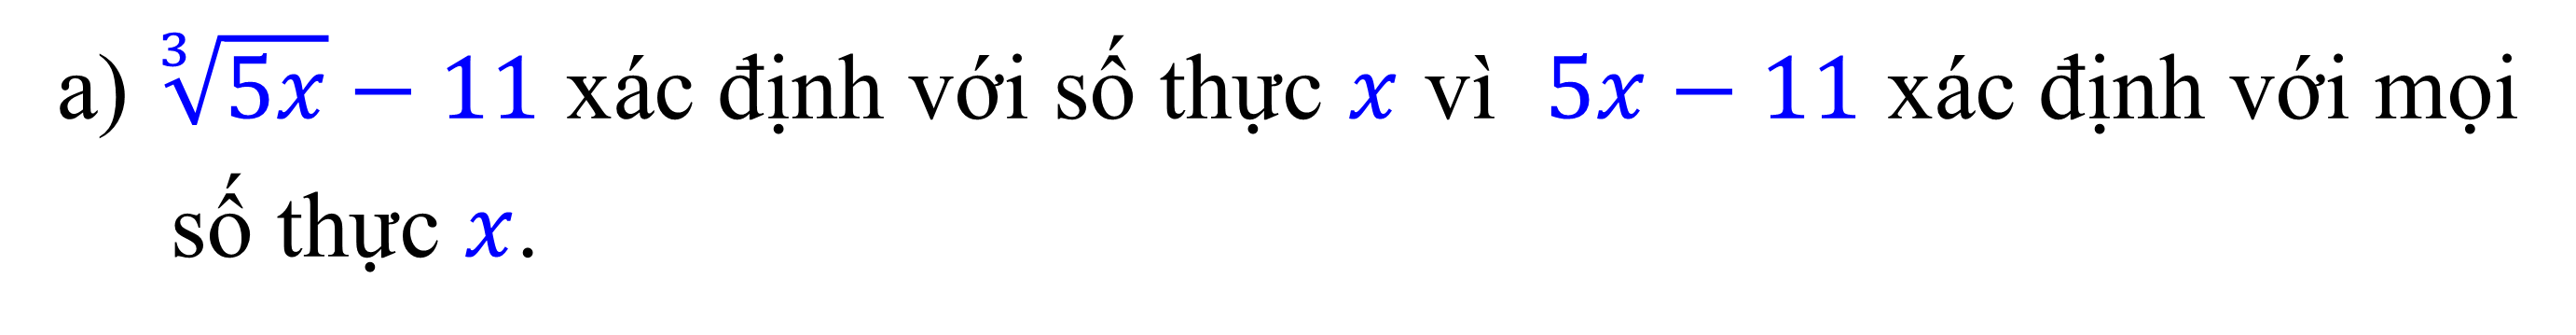 a) ∛5x − 11 xác định với số thực x vì 5x − 11 xác định với mọi
số thực x.